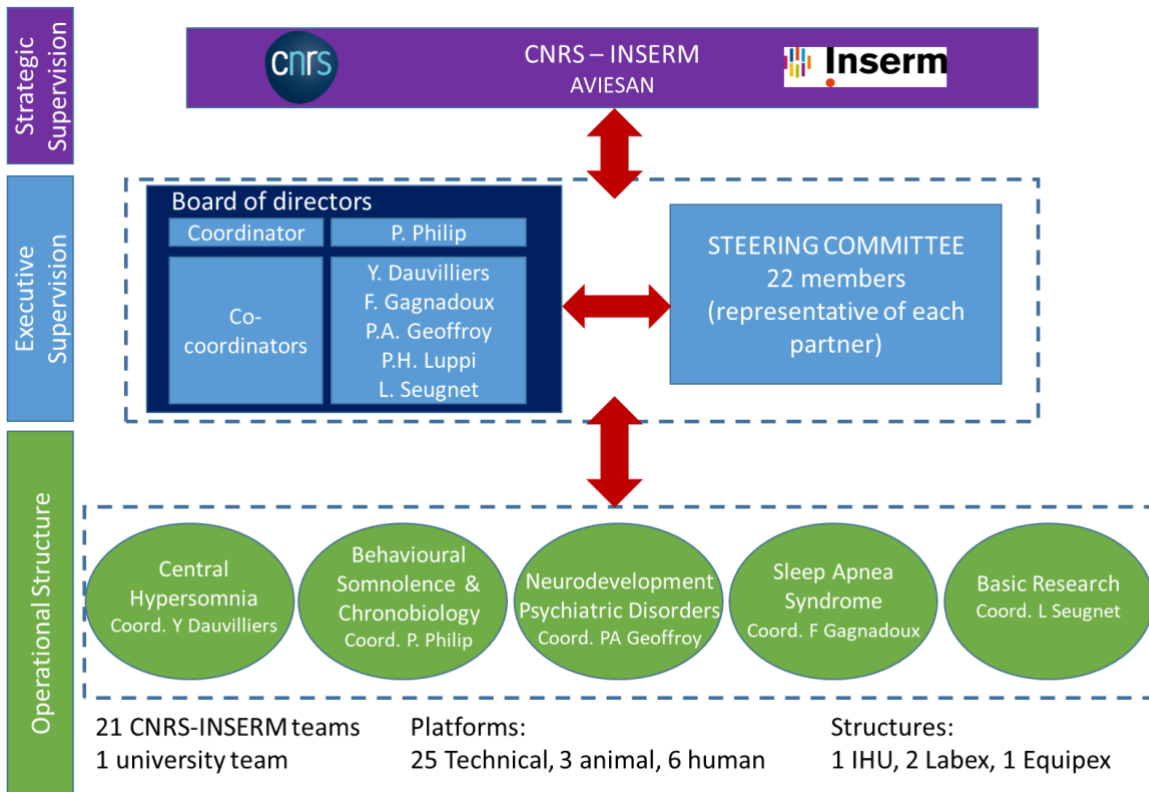 Strategic
Supervision
cnrs
CNRS – INSERM
AVIESAN
Inserm
Executive
Supervision
Board of directors
Coordinator
P. Philip
Co-
coordinators
Y. Dauvilliers
F. Gagnadoux
P.A. Geoffroy
P.H. Luppi
L. Seugnet
STEERING COMMITTEE
22 members
(representative of each
partner)
Operational Structure
Central
Hypersomnia
Coord. Y Dauvilliers
Behavioural
Somnolence &
Chronobiology
Coord. P. Philip
Neurodevelopment
Psychiatric Disorders
Coord. PA Geoffroy
Sleep Apnea
Syndrome
Coord. F Gagnadoux
Basic Research
Coord. L Seugnet
21 CNRS-INSERM teams
1 university team
Platforms:
25 Technical, 3 animal, 6 human
Structures:
1 IHU, 2 Labex, 1 Equipex